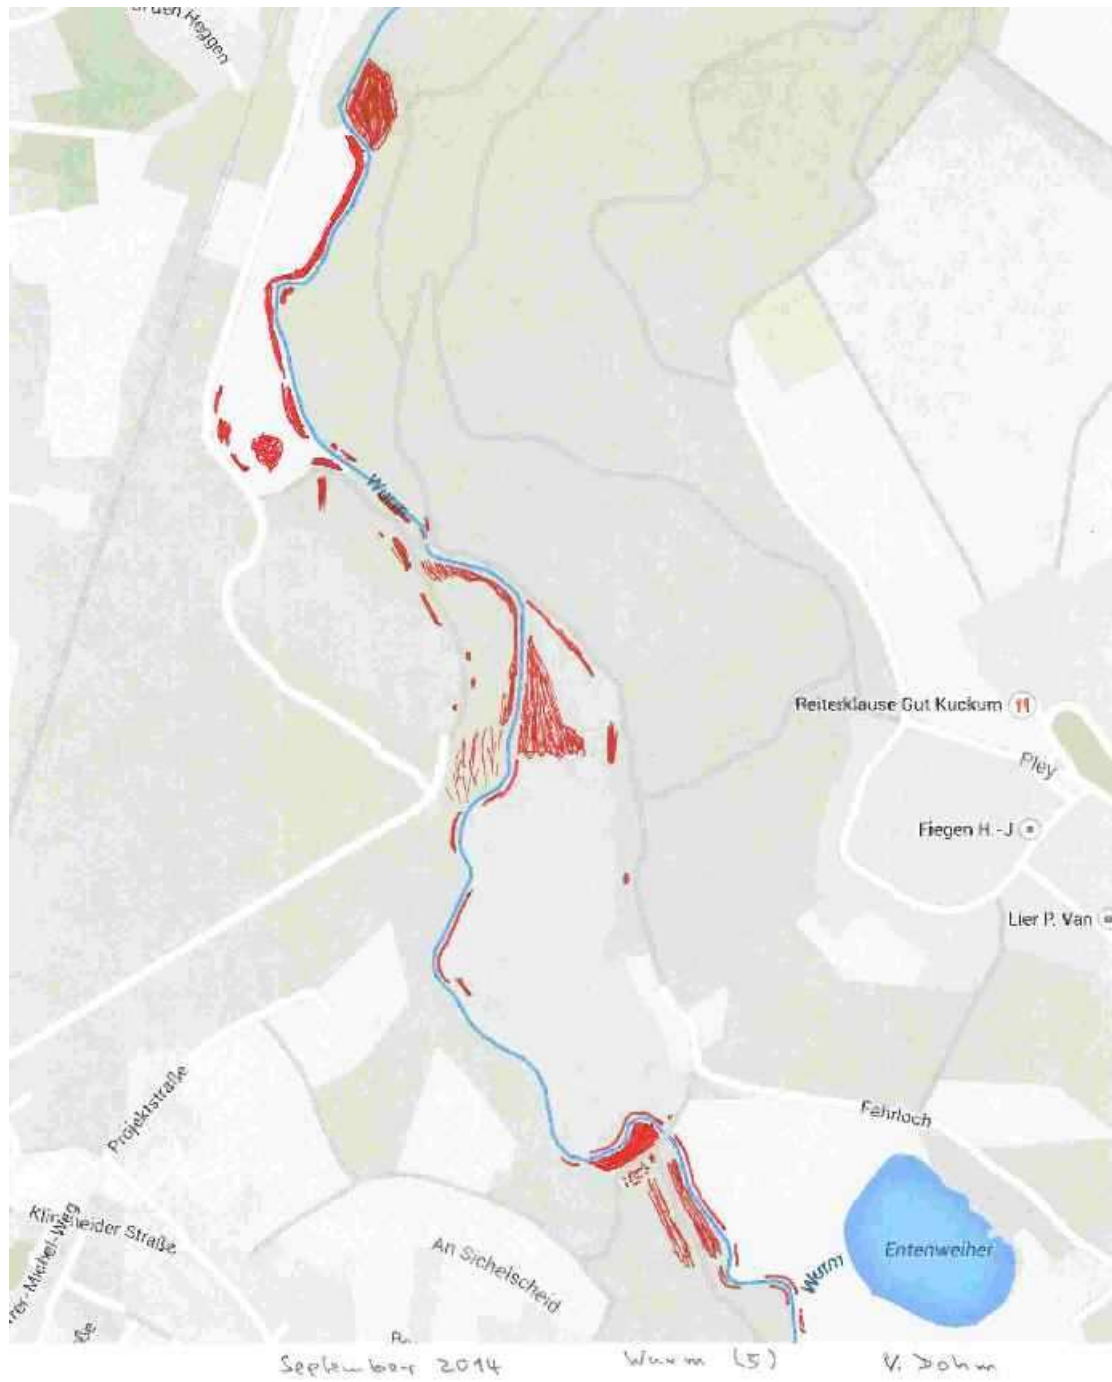 Heggen
Wurm
Reiterklause Gut Kuckum
Pley
Fiegen H.-J
Lier P. Van
Projektstraße
Fehrloch
Klinkheider Straße
An Sichelscheid
Wurm
Entenweiher
September 2014 Wurm (5) V. Dohm